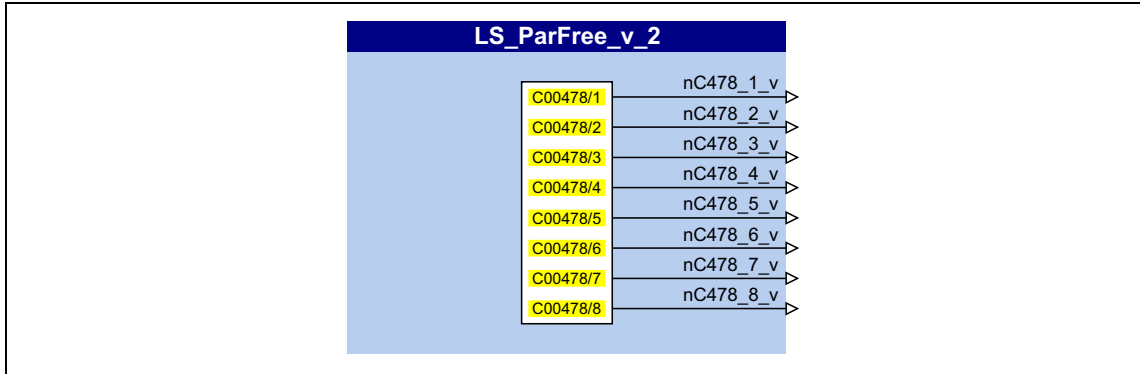 LS_ParFree_v_2
C00478/1 nC478_1_v
C00478/2 nC478_2_v
C00478/3 nC478_3_v
C00478/4 nC478_4_v
C00478/5 nC478_5_v
C00478/6 nC478_6_v
C00478/7 nC478_7_v
C00478/8 nC478_8_v